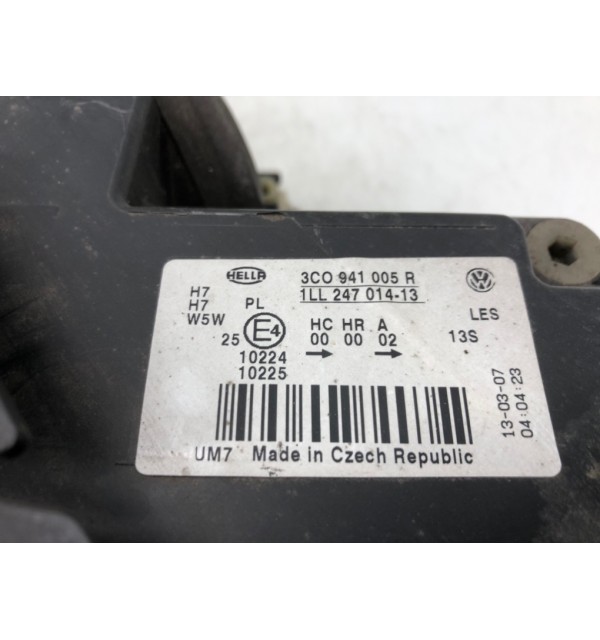 HELLA 3C0 941 005 R
1LL 247 014-13
H7
H7 PL LES
W5W HC HR A
25 E4 00 00 02 13S
10224
10225
13-03-07
04:04:23
UM7 Made in Czech Republic